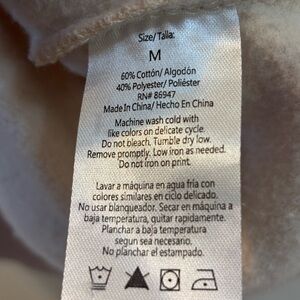 Size/Talla:
M
60% Cotton/ Algodón
40% Polyester/ Poliéster
RN# 86947
Made In China/ Hecho En China
Machine wash cold with
like colors on delicate cycle.
Do not bleach. Tumble dry low.
Remove promptly. Low iron as needed.
Do not iron on print.
Lavar a máquina en agua fría con
colores similares en ciclo delicado.
No usar blanqueador. Secar en máquina a
baja temperatura, quitar rapidamente.
Planchar a baja temperatura
segun sea necesario.
No planchar el estampado.